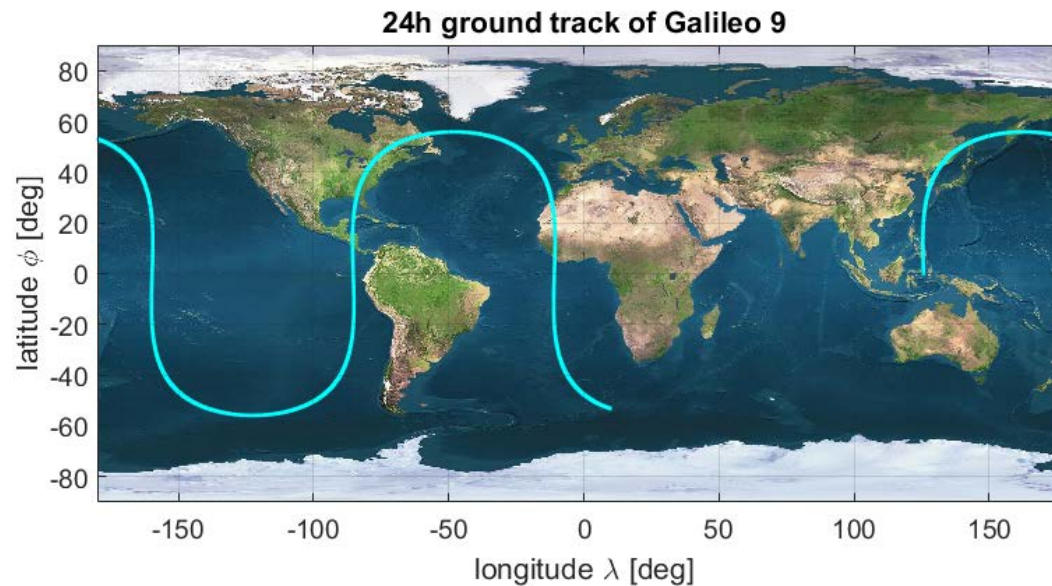 24h ground track of Galileo 9
latitude ϕ [deg]
80
60
40
20
0
-20
-40
-60
-80
-150 -100 -50 0 50 100 150
longitude λ [deg]